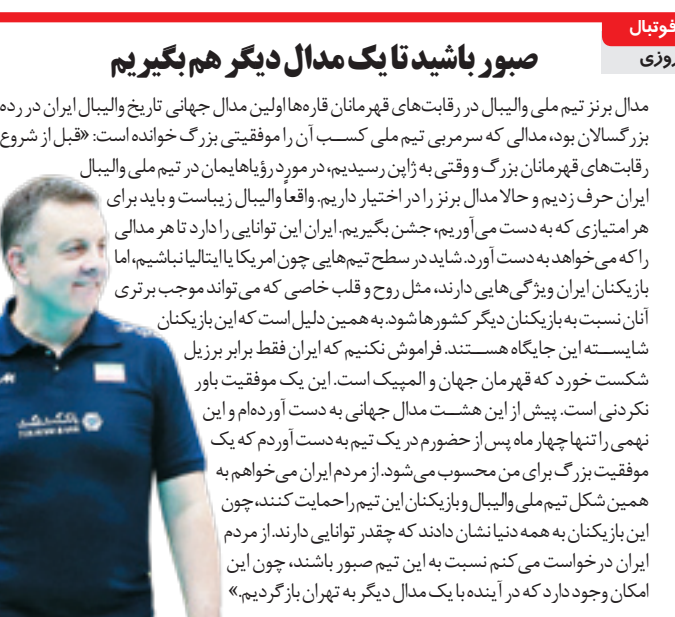 فوتبال
روزی
صبور باشید تا یک مدال دیگر هم بگیریم
مدال برنز تیم ملی والیبال در رقابت‌های قهرمانان قاره‌ها اولین مدال جهانی تاریخ والیبال ایران در رده
بزرگسالان بود، مدالی که سرمربی تیم ملی کسب آن را موفقیتی بزرگ خوانده است: «قبل از شروع
رقابت‌های قهرمانان بزرگ و وقتی به ژاپن رسیدیم، در مورد رؤیاهایمان در تیم ملی والیبال
ایران حرف زدیم و حالا مدال برنز را در اختیار داریم. واقعاً والیبال زیباست و باید برای
هر امتیازی که به دست می‌آوریم، جشن بگیریم. ایران این توانایی را دارد تا هر مدالی
را که می‌خواهد به دست آورد. شاید در سطح تیم‌هایی چون امریکا یا ایتالیا نباشیم، اما
بازیکنان ایران ویژگی‌هایی دارند، مثل روح و قلب خاصی که می‌تواند موجب برتری
آنان نسبت به بازیکنان دیگر کشورها شود. به همین دلیل است که این بازیکنان
شایسته این جایگاه هستند. فراموش نکنیم که ایران فقط برابر برزیل
شکست خورد که قهرمان جهان و المپیک است. این یک موفقیت باور
نکردنی است. پیش از این هشت مدال جهانی به دست آورده‌ام و این
نهمی را تنها چهار ماه پس از حضورم در یک تیم به دست آوردم که یک
موفقیت بزرگ برای من محسوب می‌شود. از مردم ایران می‌خواهم به
همین شکل تیم ملی والیبال و بازیکنان این تیم را حمایت کنند، چون
این بازیکنان به همه دنیا نشان دادند که چقدر توانایی دارند. از مردم
ایران درخواست می‌کنم نسبت به این تیم صبور باشند، چون این
امکان وجود دارد که در آینده با یک مدال دیگر به تهران بازگردیم.»